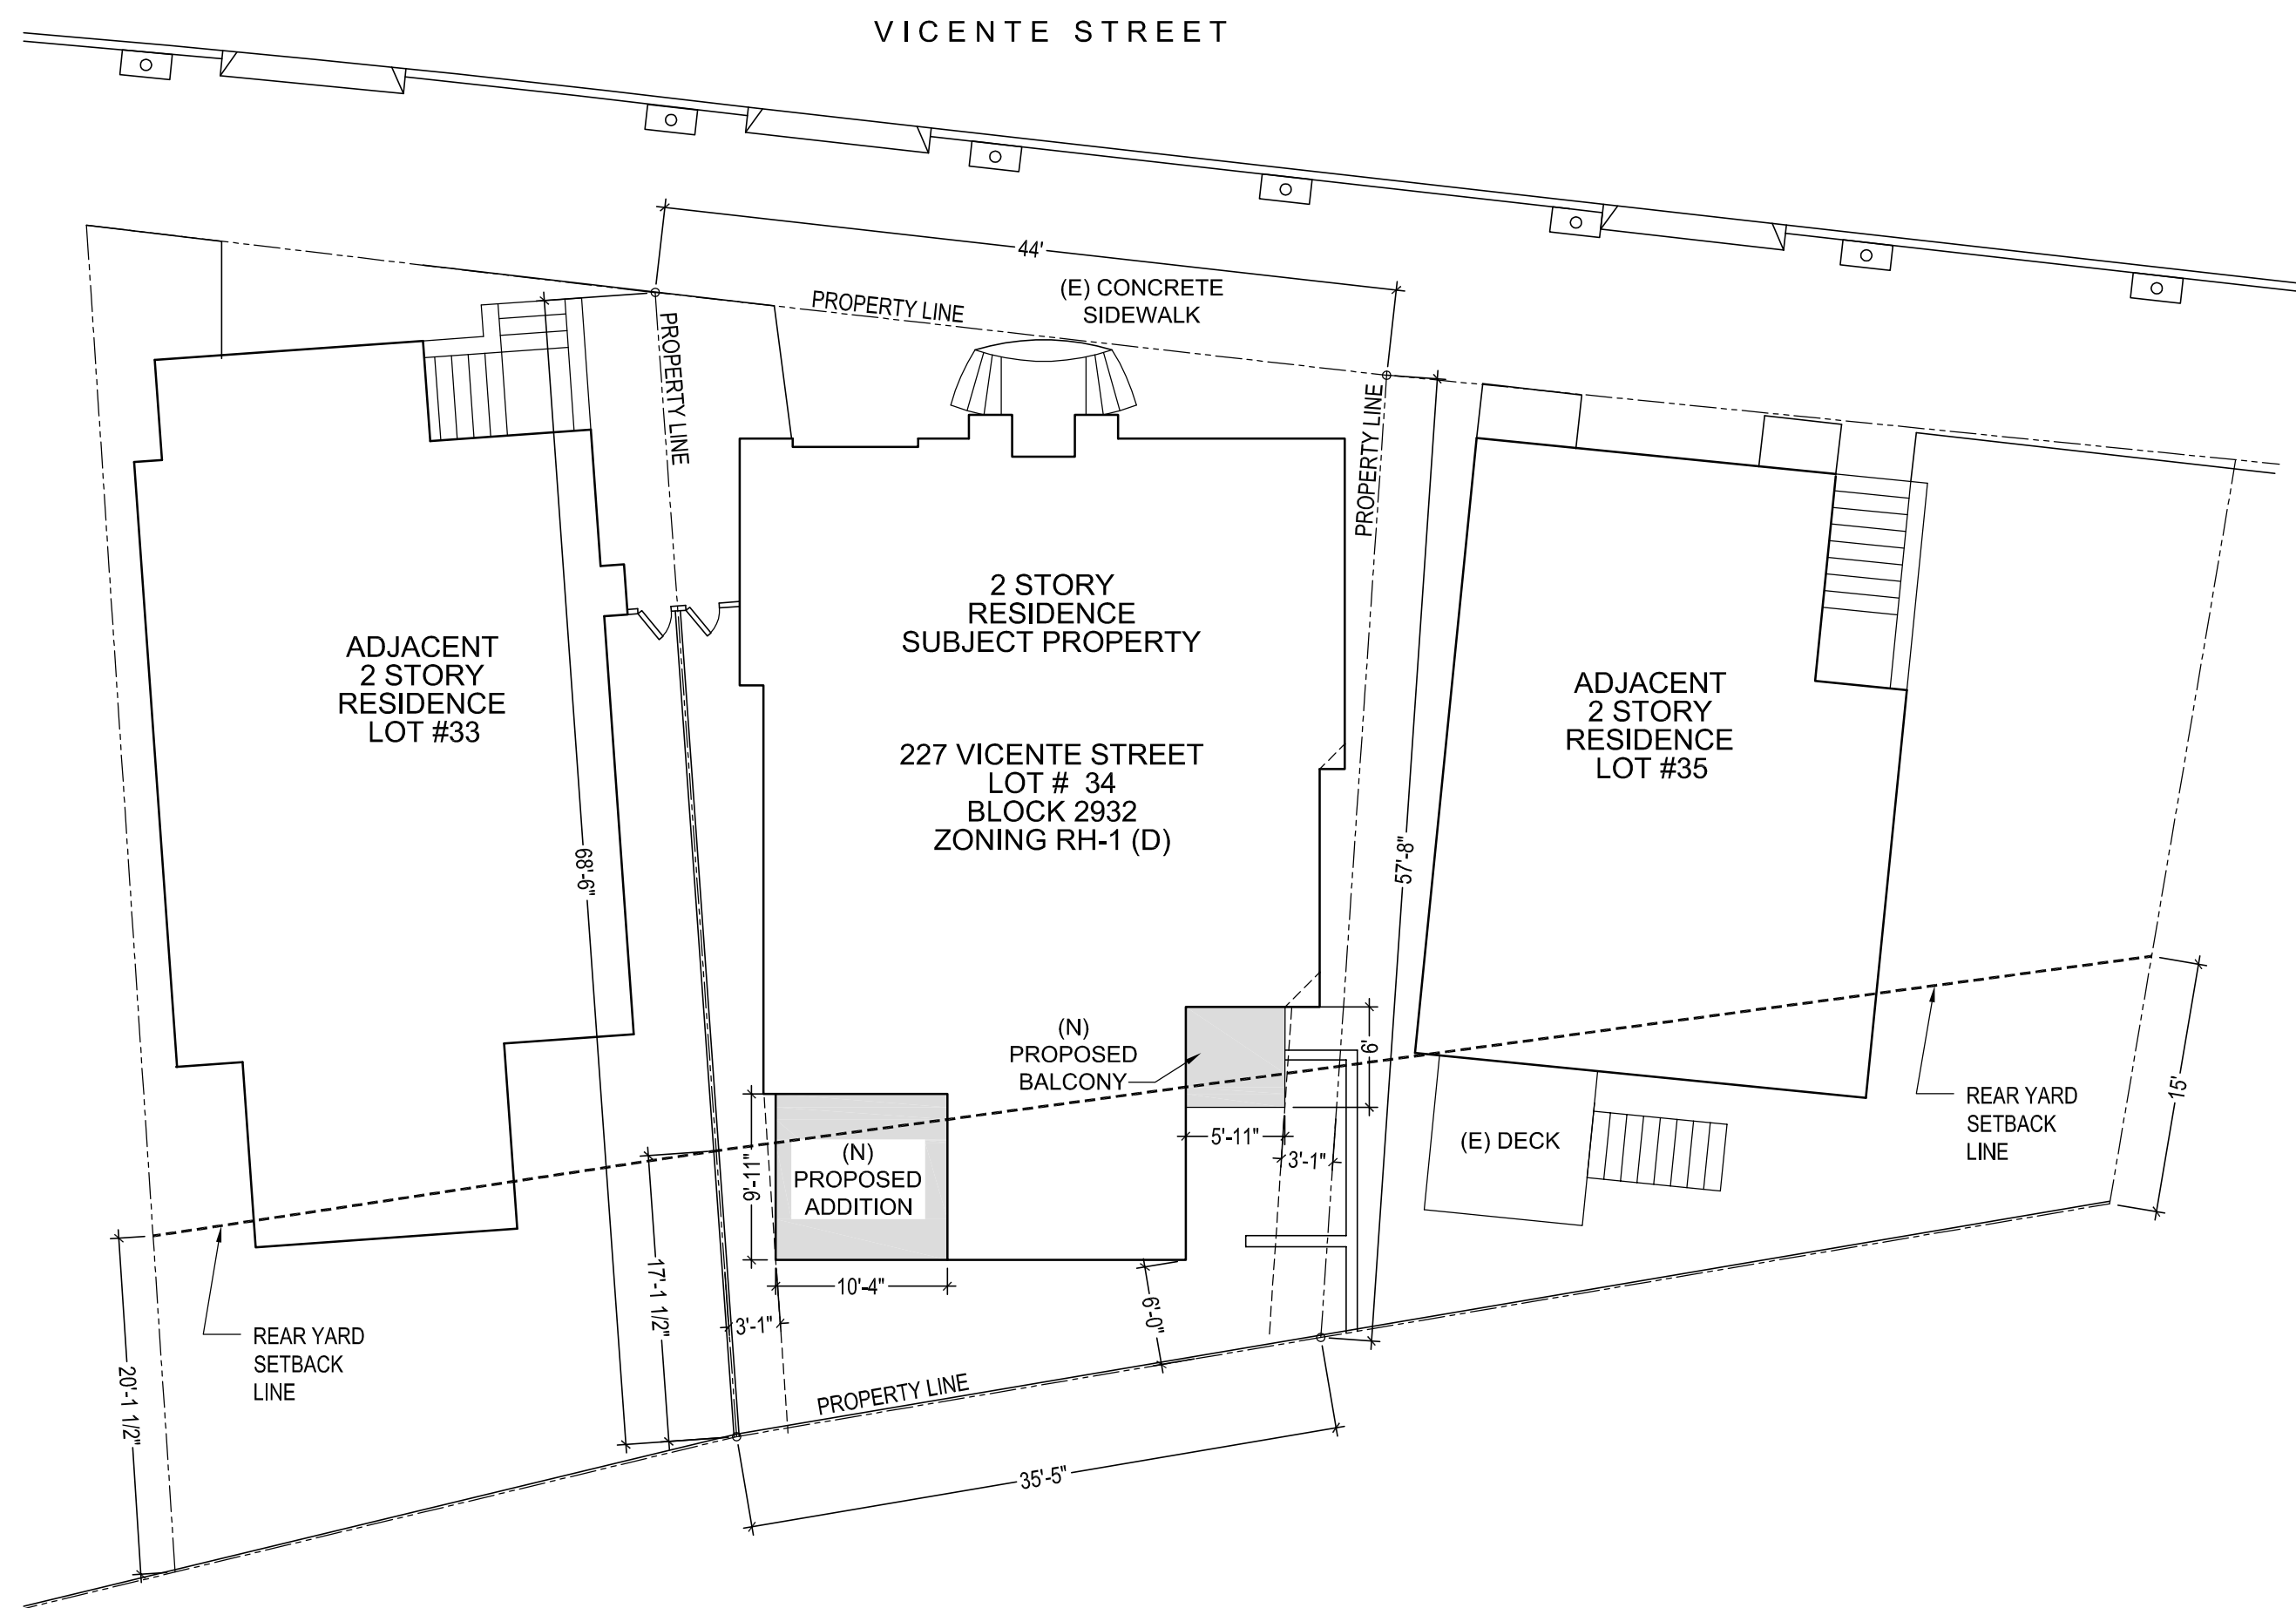 VICENTE STREET
44'
(E) CONCRETE
SIDEWALK
PROPERTY LINE
PROPERTY LINE
PROPERTY LINE
2 STORY
RESIDENCE
SUBJECT PROPERTY
227 VICENTE STREET
LOT # 34
BLOCK 2932
ZONING RH-1 (D)
ADJACENT
2 STORY
RESIDENCE
LOT #33
ADJACENT
2 STORY
RESIDENCE
LOT #35
68'-6"
57'-8"
(N)
PROPOSED
BALCONY
6'
5'-11"
3'-1"
(E) DECK
REAR YARD
SETBACK
LINE
15'
(N)
PROPOSED
ADDITION
9'-11"
10'-4"
3'-1"
17'-1 1/2"
6'-0"
REAR YARD
SETBACK
LINE
20'-1 1/2"
PROPERTY LINE
35'-5"